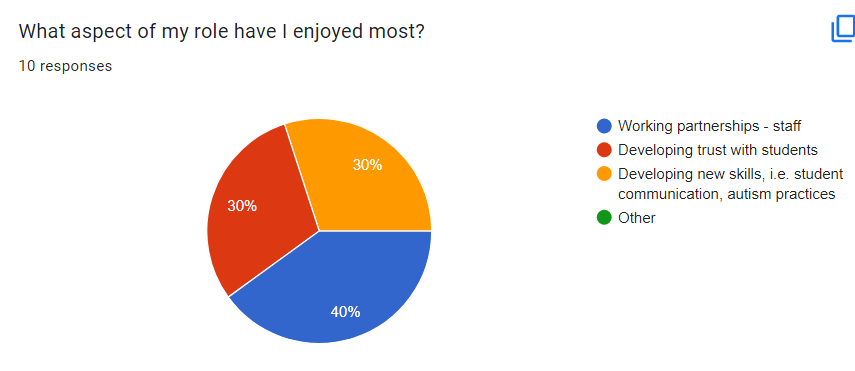 What aspect of my role have I enjoyed most?
10 responses
30%
30%
40%
Working partnerships - staff
Developing trust with students
Developing new skills, i.e. student
communication, autism practices
Other